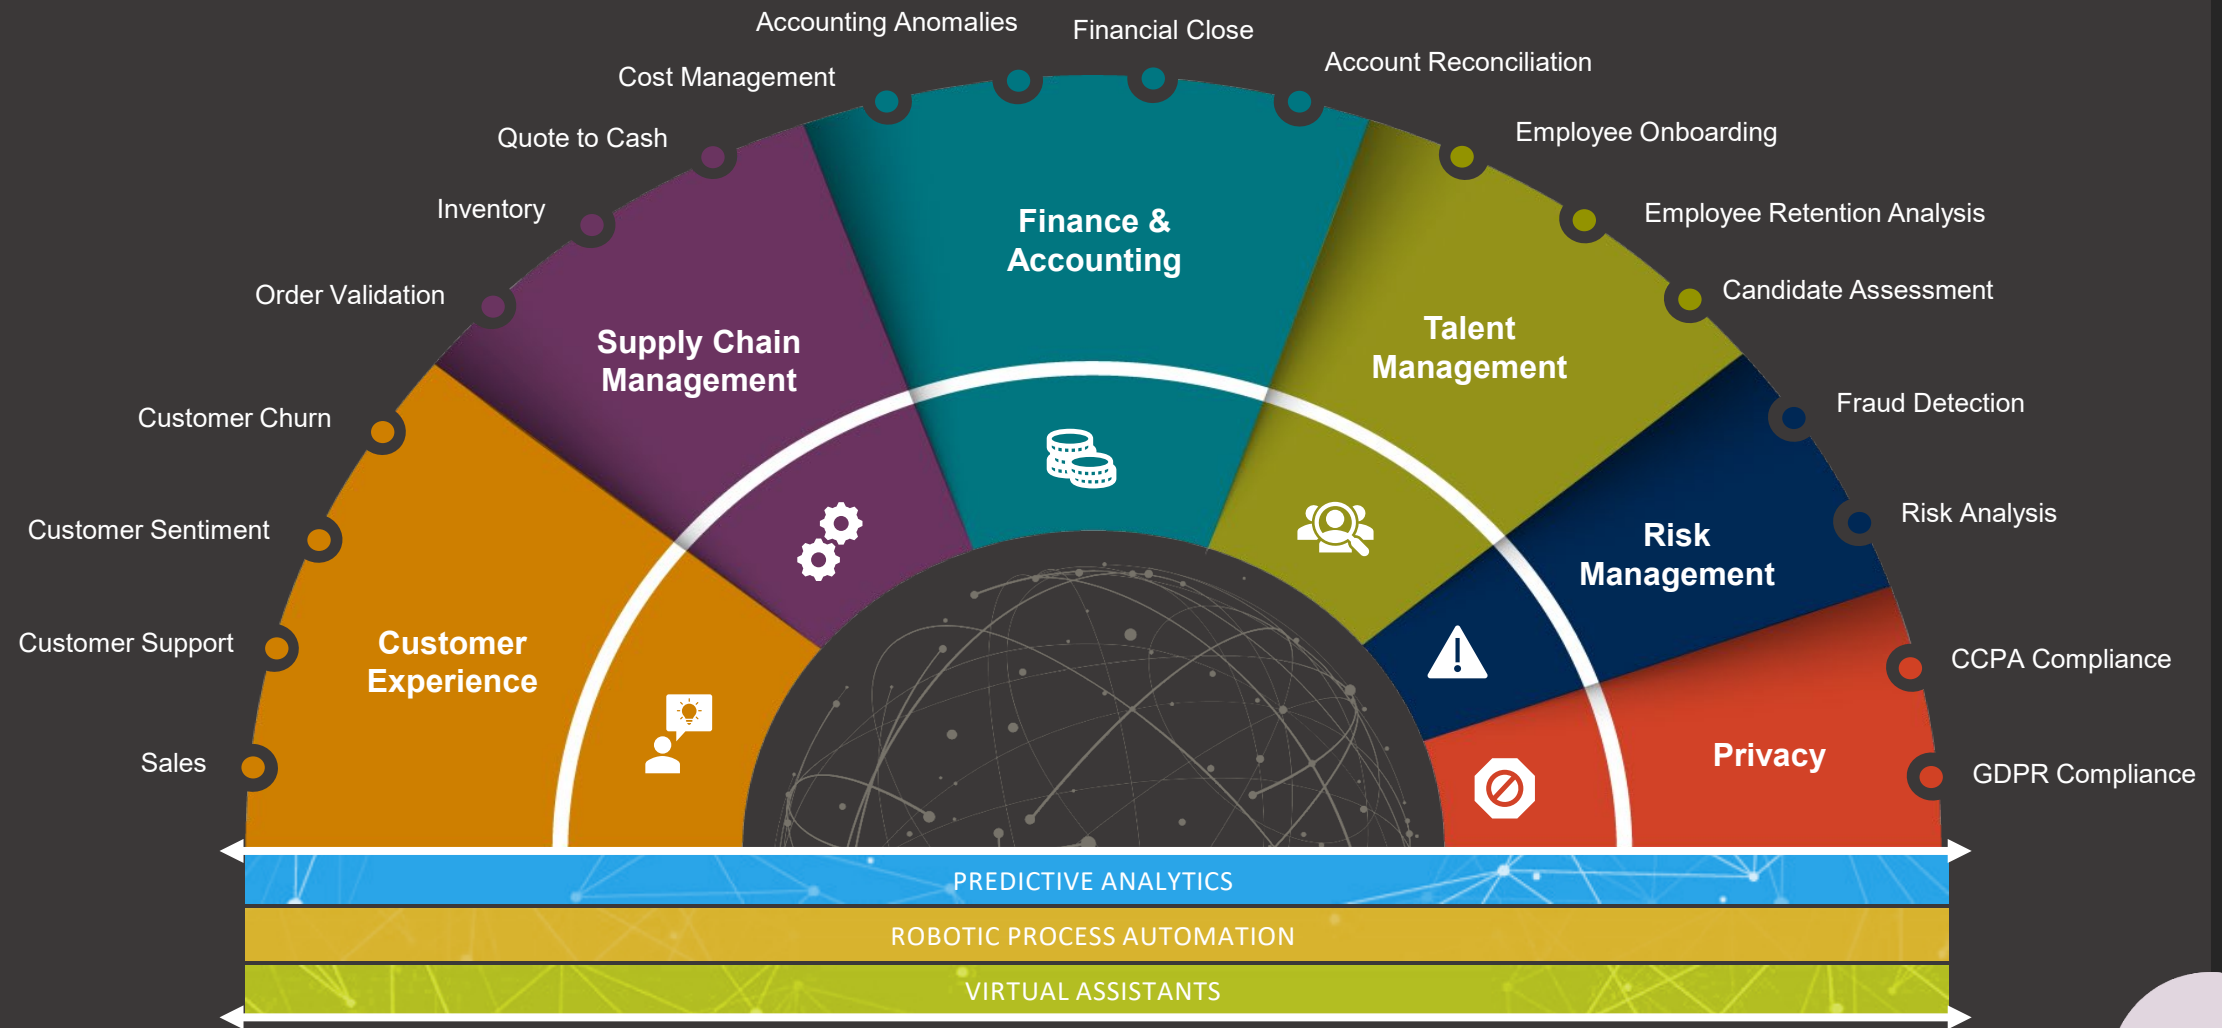 Accounting Anomalies
Financial Close
Cost Management
Account Reconciliation
Quote to Cash
Employee Onboarding
Inventory
Employee Retention Analysis
Order Validation
Candidate Assessment
Finance &
Accounting
Supply Chain
Management
Talent
Management
Customer Churn
Fraud Detection
Customer Sentiment
Risk Analysis
Risk
Management
Customer Support
Customer
Experience
CCPA Compliance
Sales
Privacy
GDPR Compliance
PREDICTIVE ANALYTICS
ROBOTIC PROCESS AUTOMATION
VIRTUAL ASSISTANTS